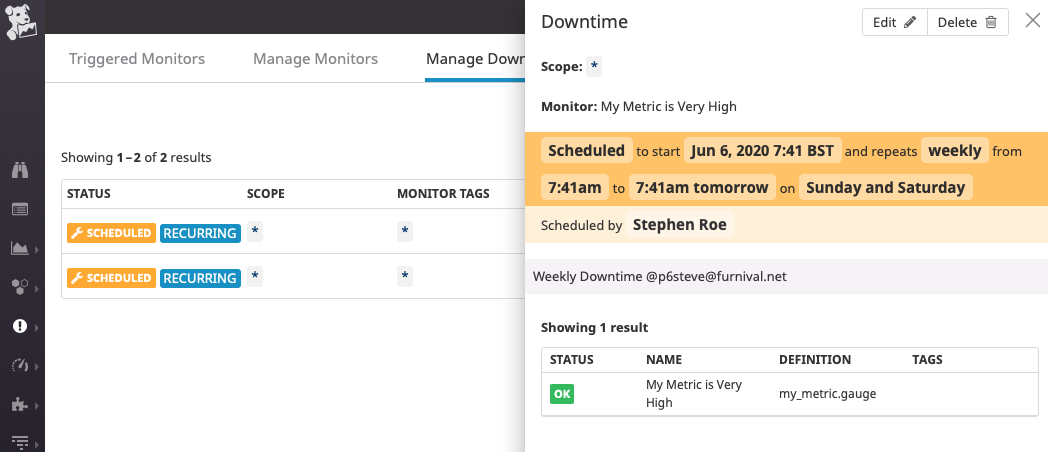 Triggered Monitors
Manage Monitors
Manage Down
Showing 1–2 of 2 results
STATUS SCOPE MONITOR TAGS
SCHEDULED RECURRING * *
SCHEDULED RECURRING * *
Downtime
Edit
Delete
Scope: *
Monitor: My Metric is Very High
Scheduled to start Jun 6, 2020 7:41 BST and repeats weekly from
7:41am to 7:41am tomorrow on Sunday and Saturday
Scheduled by Stephen Roe
Weekly Downtime @p6steve@furnival.net
Showing 1 result
STATUS NAME DEFINITION TAGS
OK My Metric is Very my_metric.gauge
High